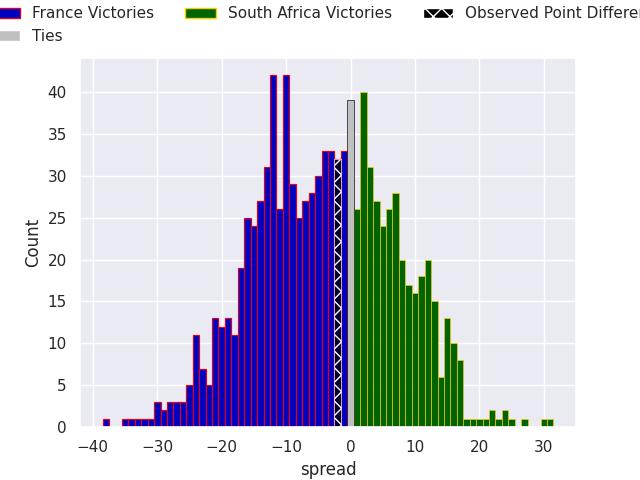 France Victories South Africa Victories Observed Point
Ties
40
35
30
25
20
15
10
5
0
Count
−40 −30 −20 −10 0 10 20 30
spread